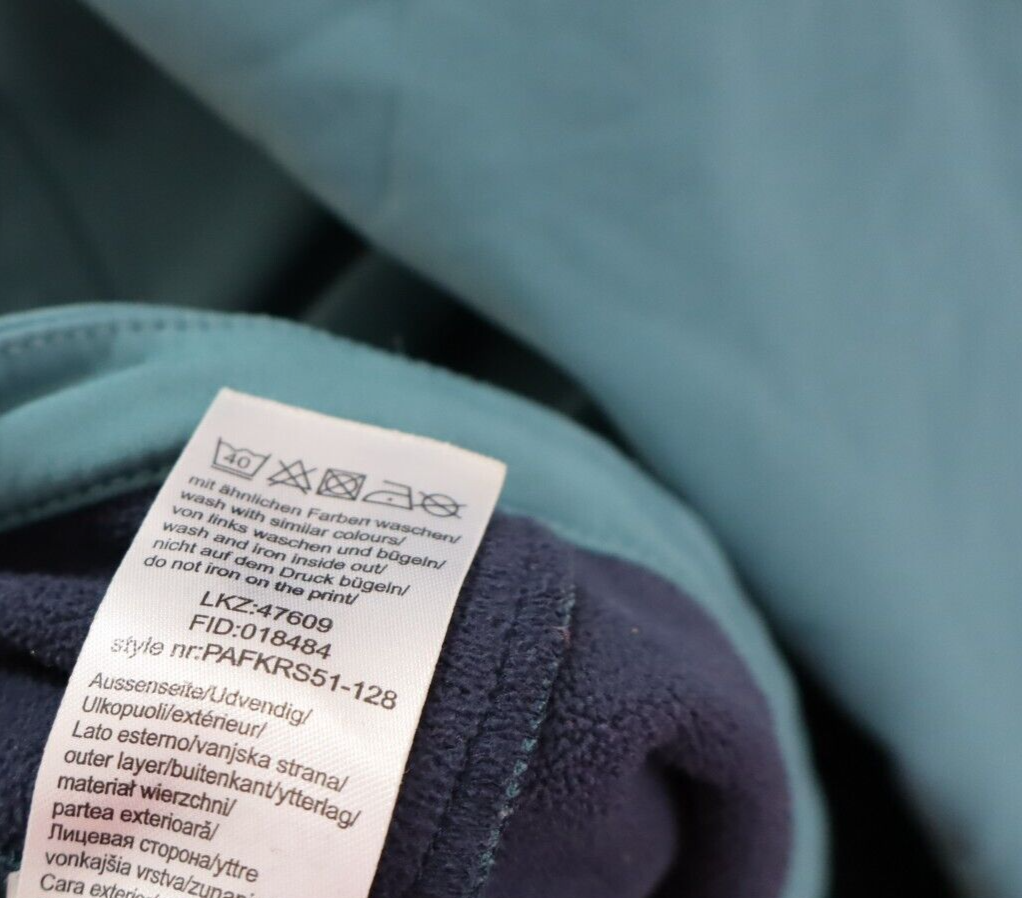 40
mit ähnlichen Farben waschen/
wash with similar colours/
von links waschen und bügeln/
wash and iron inside out/
nicht auf dem Druck bügeln/
do not iron on the print/
LKZ:47609
FID:018484
style nr:PAFKRS51-128
Aussenseite/Udvendig/
Ulkopuoli/extérieur/
Lato esterno/vanjska strana/
outer layer/buitenkant/ytterlag/
materiał wierzchni/
partea exterioară/
Лицевая сторона/yttre
vonkajšia vrstva/zunanj
Cara exterior